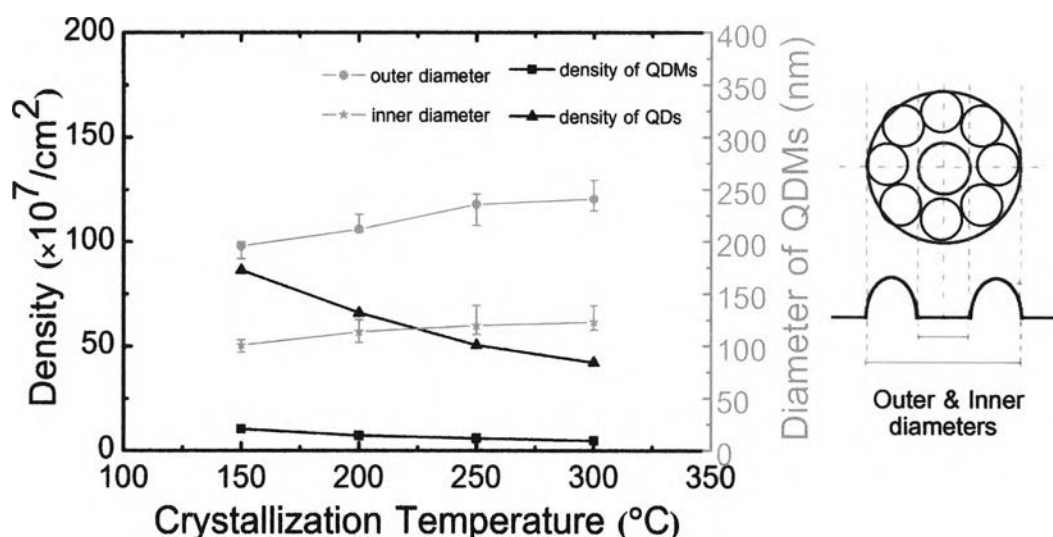 200
150
100
50
0
Density (×10⁷/cm²)
outer diameter
density of QDMs
inner diameter
density of QDs
400
350
300
250
200
150
100
50
0
Diameter of QDMs (nm)
100
150
200
250
300
350
Crystallization Temperature (°C)
Outer & Inner
diameters